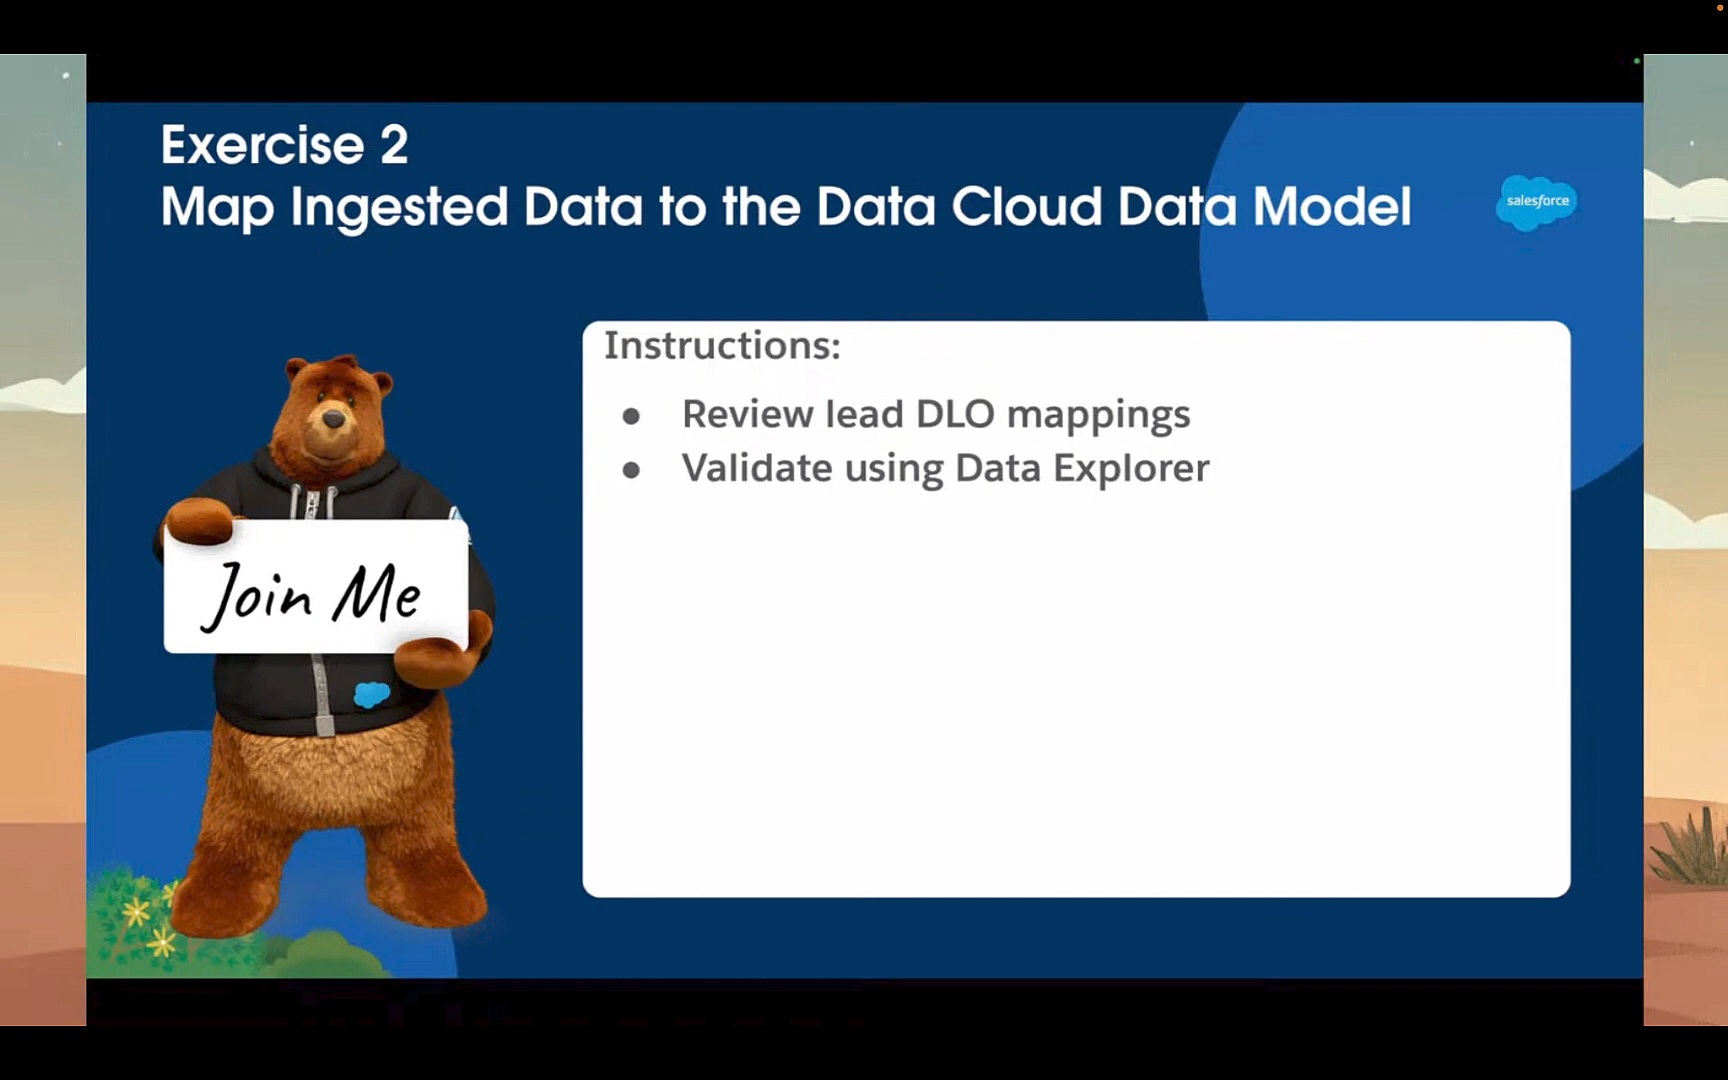 Exercise 2
Map Ingested Data to the Data Cloud Data Model
salesforce
Instructions:
● Review lead DLO mappings
● Validate using Data Explorer
Join Me